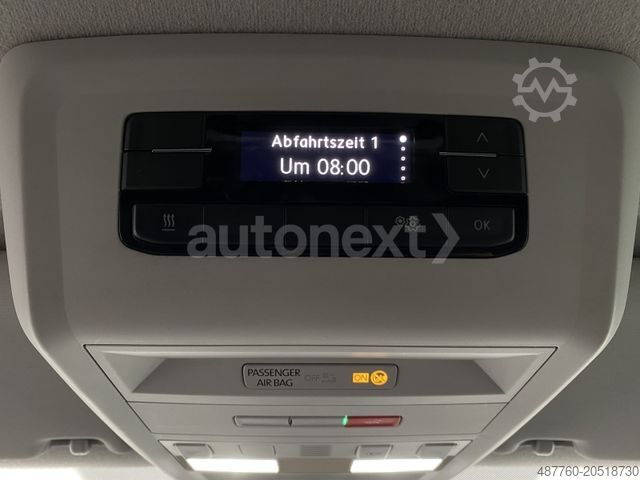 Abfahrtszeit 1
Um 08:00
OK
autonext
PASSENGER
AIR BAG
OFF
ON
487760-20518730